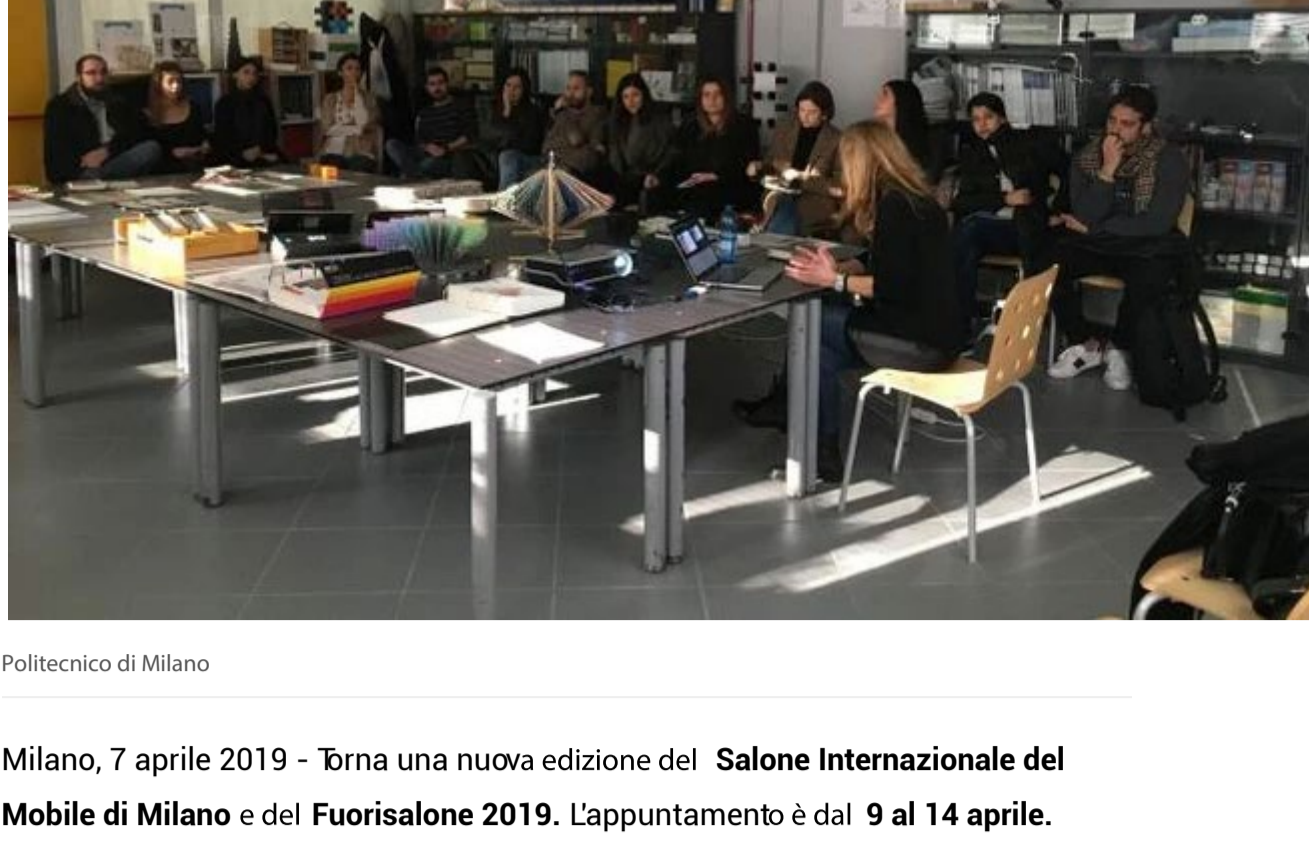 Politecnico di Milano
Milano, 7 aprile 2019 - Torna una nuova edizione del Salone Internazionale del
Mobile di Milano e del Fuorisalone 2019. L'appuntamento è dal 9 al 14 aprile.